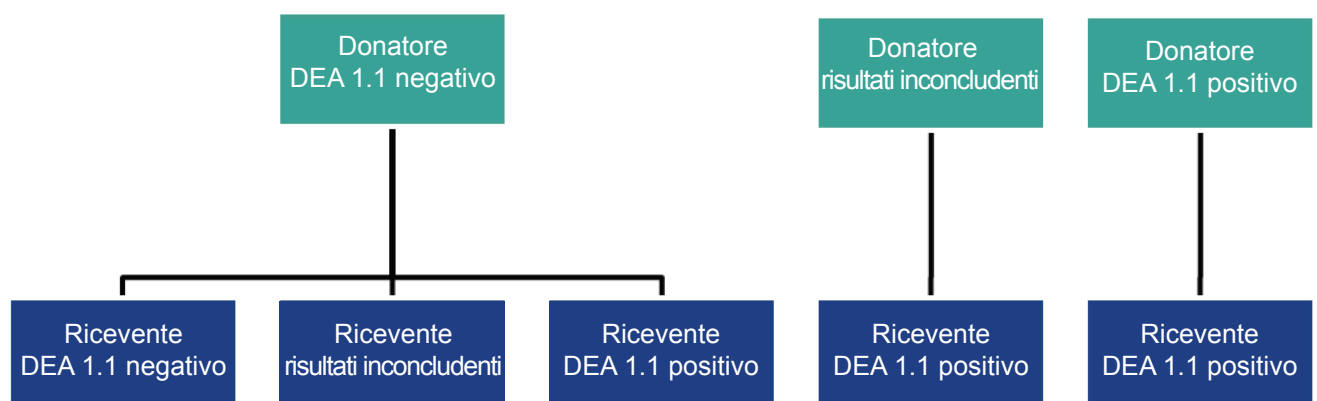 Donatore
DEA 1.1 negativo
Donatore
risultati inconcludenti
Donatore
DEA 1.1 positivo
Ricevente
DEA 1.1 negativo
Ricevente
risultati inconcludenti
Ricevente
DEA 1.1 positivo
Ricevente
DEA 1.1 positivo
Ricevente
DEA 1.1 positivo